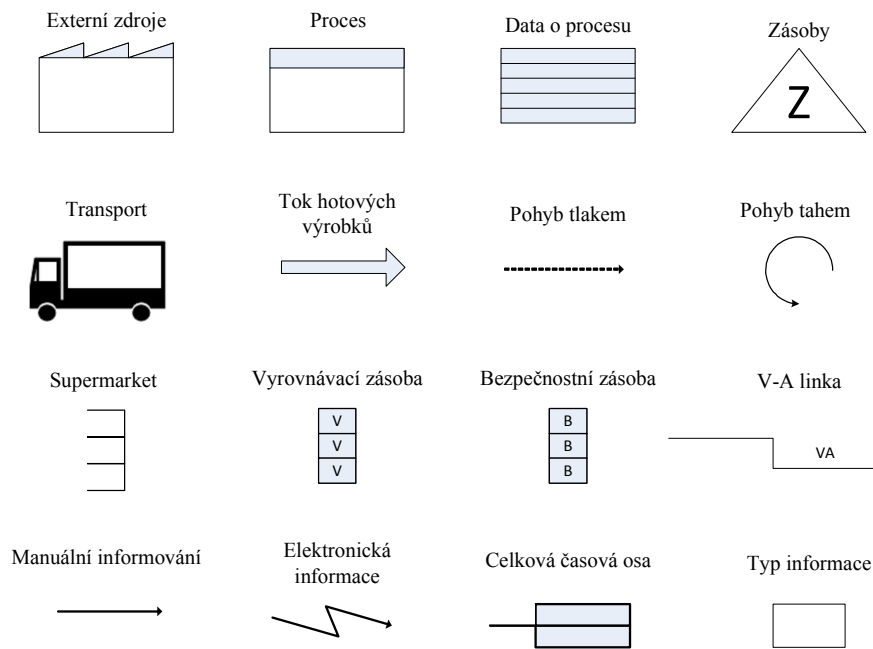 Externí zdroje
Proces
Data o procesu
Zásoby
Z
Transport
Tok hotových
výrobků
Pohyb tlakem
Pohyb tahem
Supermarket
Vyrovnávací zásoba
Bezpečnostní zásoba
V-A linka
V
V
V
B
B
B
VA
Manuální informování
Elektronická
informace
Celková časová osa
Typ informace